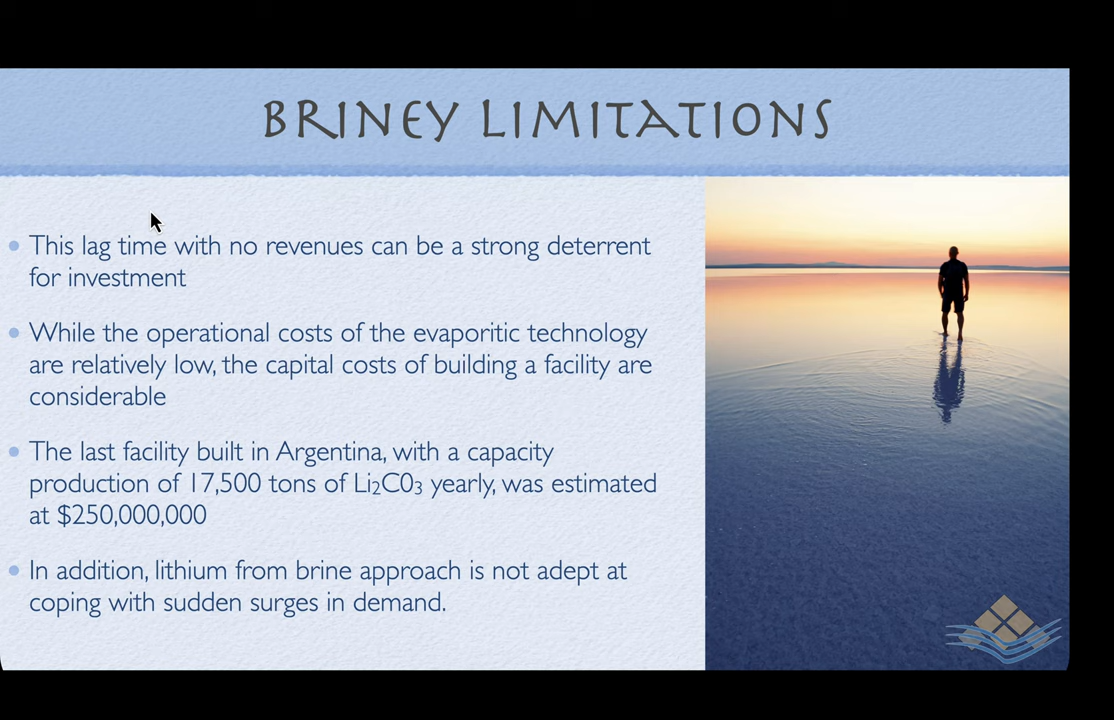 BRINEY LIMITATIONS
• This lag time with no revenues can be a strong deterrent
for investment
• While the operational costs of the evaporitic technology
are relatively low, the capital costs of building a facility are
considerable
• The last facility built in Argentina, with a capacity
production of 17,500 tons of Li₂C0₃ yearly, was estimated
at $250,000,000
• In addition, lithium from brine approach is not adept at
coping with sudden surges in demand.